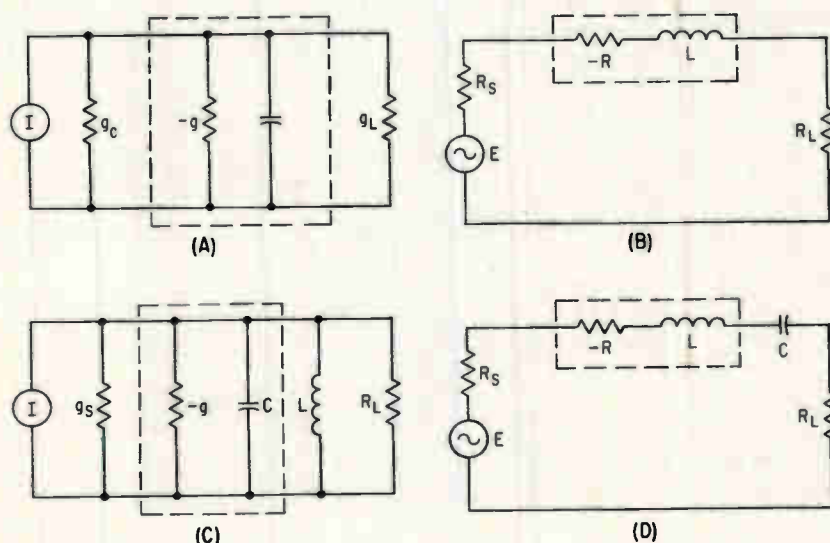 I
g_C
-g
g_L
(A)
R_S
E
-R
L
R_L
(B)
I
g_S
-g
C
L
R_L
(C)
R_S
E
-R
L
C
R_L
(D)